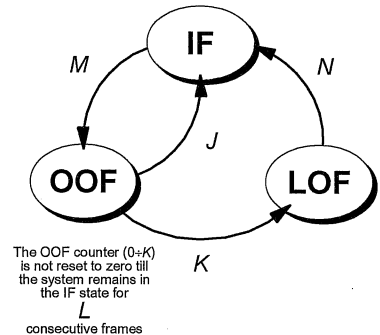 IF
M
N
J
OOF
LOF
K
The OOF counter (0÷K)
is not reset to zero till
the system remains in
the IF state for
L
consecutive frames